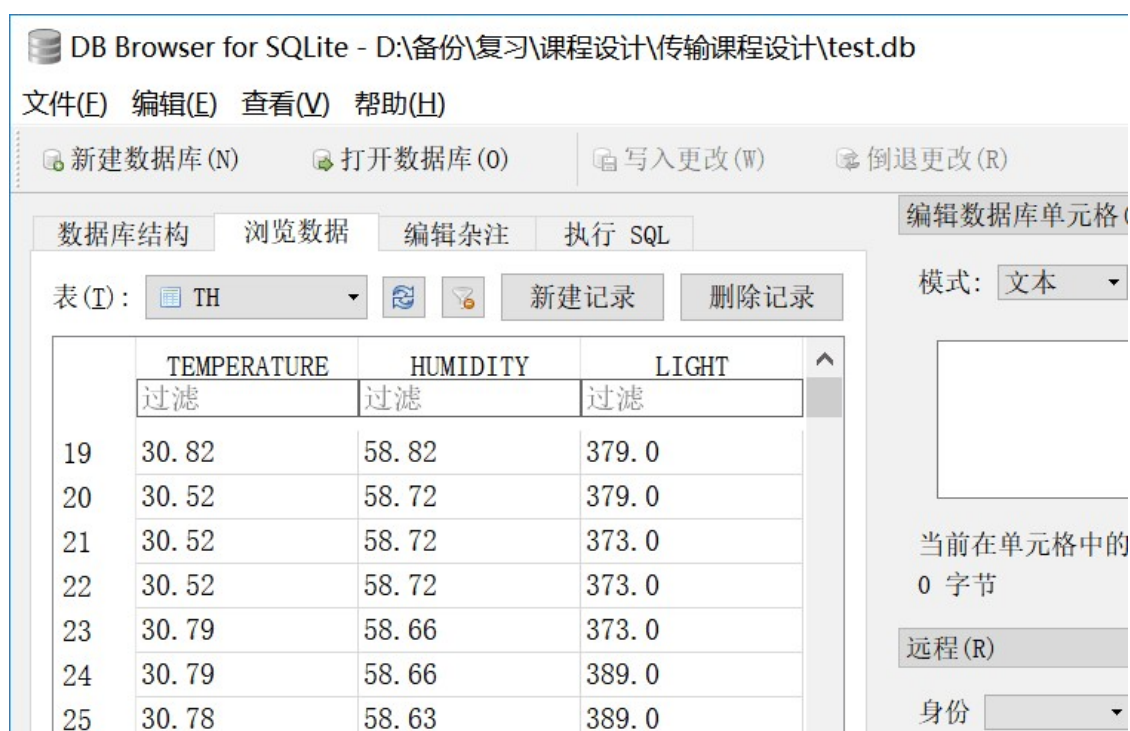 DB Browser for SQLite - D:\备份\复习\课程设计\传输课程设计\test.db
文件(F) 编辑(E) 查看(V) 帮助(H)
新建数据库(N) 打开数据库(O) 写入更改(W) 倒退更改(R)
数据库结构 浏览数据 编辑杂注 执行 SQL
表(T): TH 新建记录 删除记录
TEMPERATURE HUMIDITY LIGHT
过滤 过滤 过滤
19 30.82 58.82 379.0
20 30.52 58.72 379.0
21 30.52 58.72 373.0
22 30.52 58.72 373.0
23 30.79 58.66 373.0
24 30.79 58.66 389.0
25 30.78 58.63 389.0
编辑数据库单元格(
模式: 文本
当前在单元格中的
0 字节
远程(R)
身份